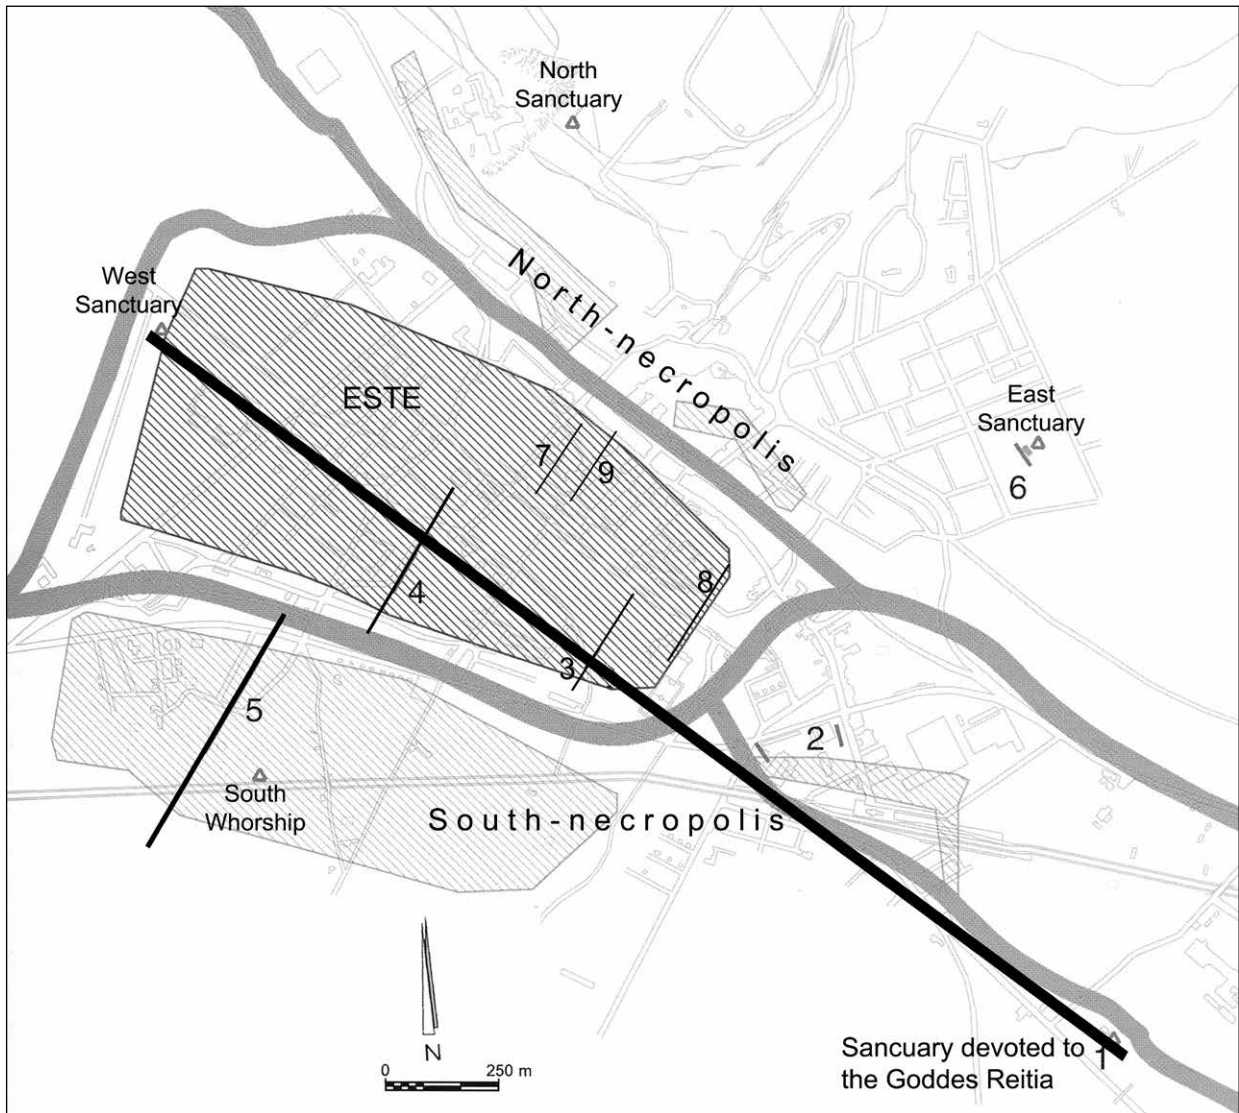 North
Sanctuary
West
Sanctuary
North-necropolis
ESTE
East
Sanctuary
7
9
6
8
4
3
5
2
South
Whorship
South-necropolis
N
0 250 m
Sancuary devoted to
the Goddes Reitia
1